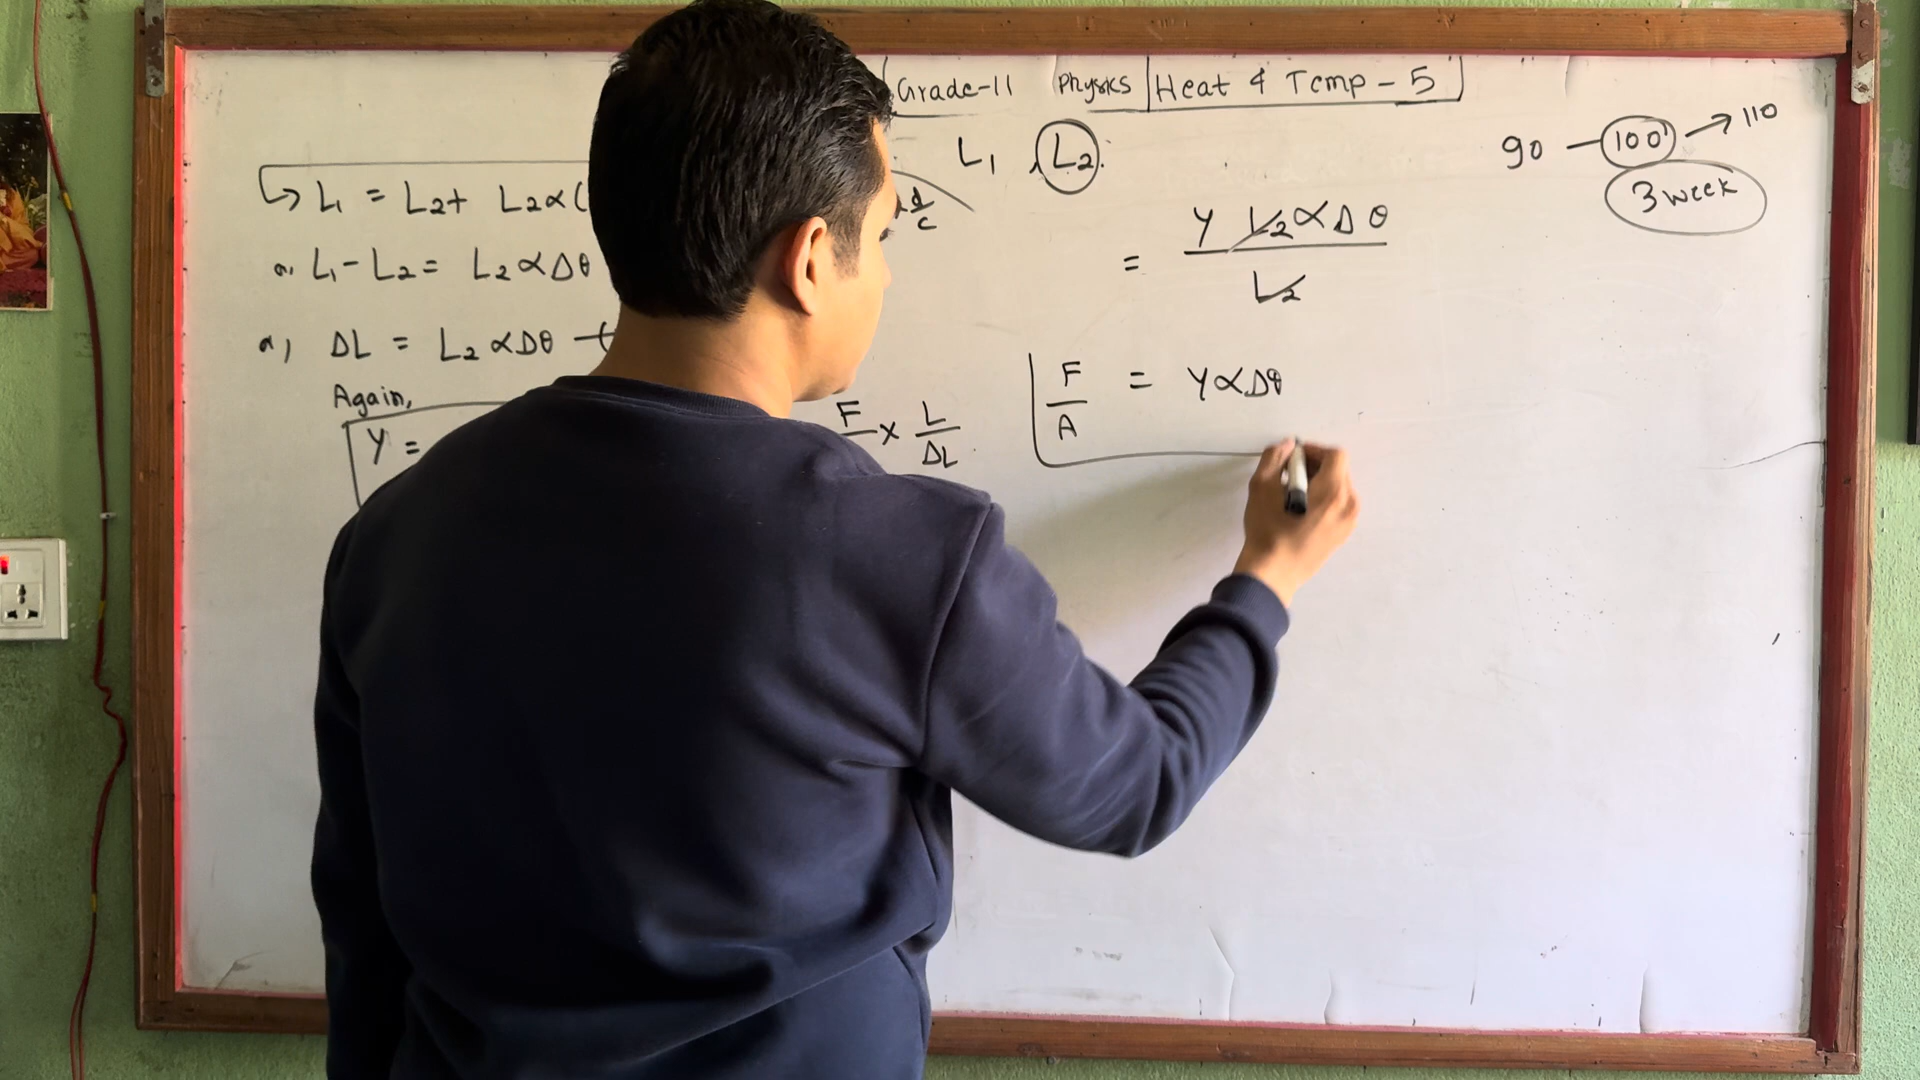 Grade-11 Physics Heat & Temp - 5
L₁, L₂.
90 — 100 → 110
3 week
↳ L₁ = L₂+ L₂∝(
d/c
a, L₁ - L₂ = L₂∝Δθ
a, ΔL = L₂∝Δθ
Again,
Y =
F/ × L/ΔL
= Y L₂∝Δθ / L₂
F/A = Y∝Δθ